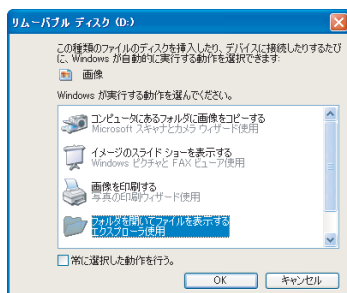 リムーバブル ディスク (D:)
この種類のファイルのディスクを挿入したり、デバイスに接続したりするたび
に、Windows が自動的に実行する動作を選択できます:
画像
Windows が実行する動作を選んでください。
コンピュータにあるフォルダに画像をコピーする
Microsoft スキャナとカメラ ウィザード使用
イメージのスライド ショーを表示する
Windows ピクチャと FAX ビューア使用
画像を印刷する
写真の印刷ウィザード使用
フォルダを開いてファイルを表示する
エクスプローラ使用
常に選択した動作を行う。
OK
キャンセル